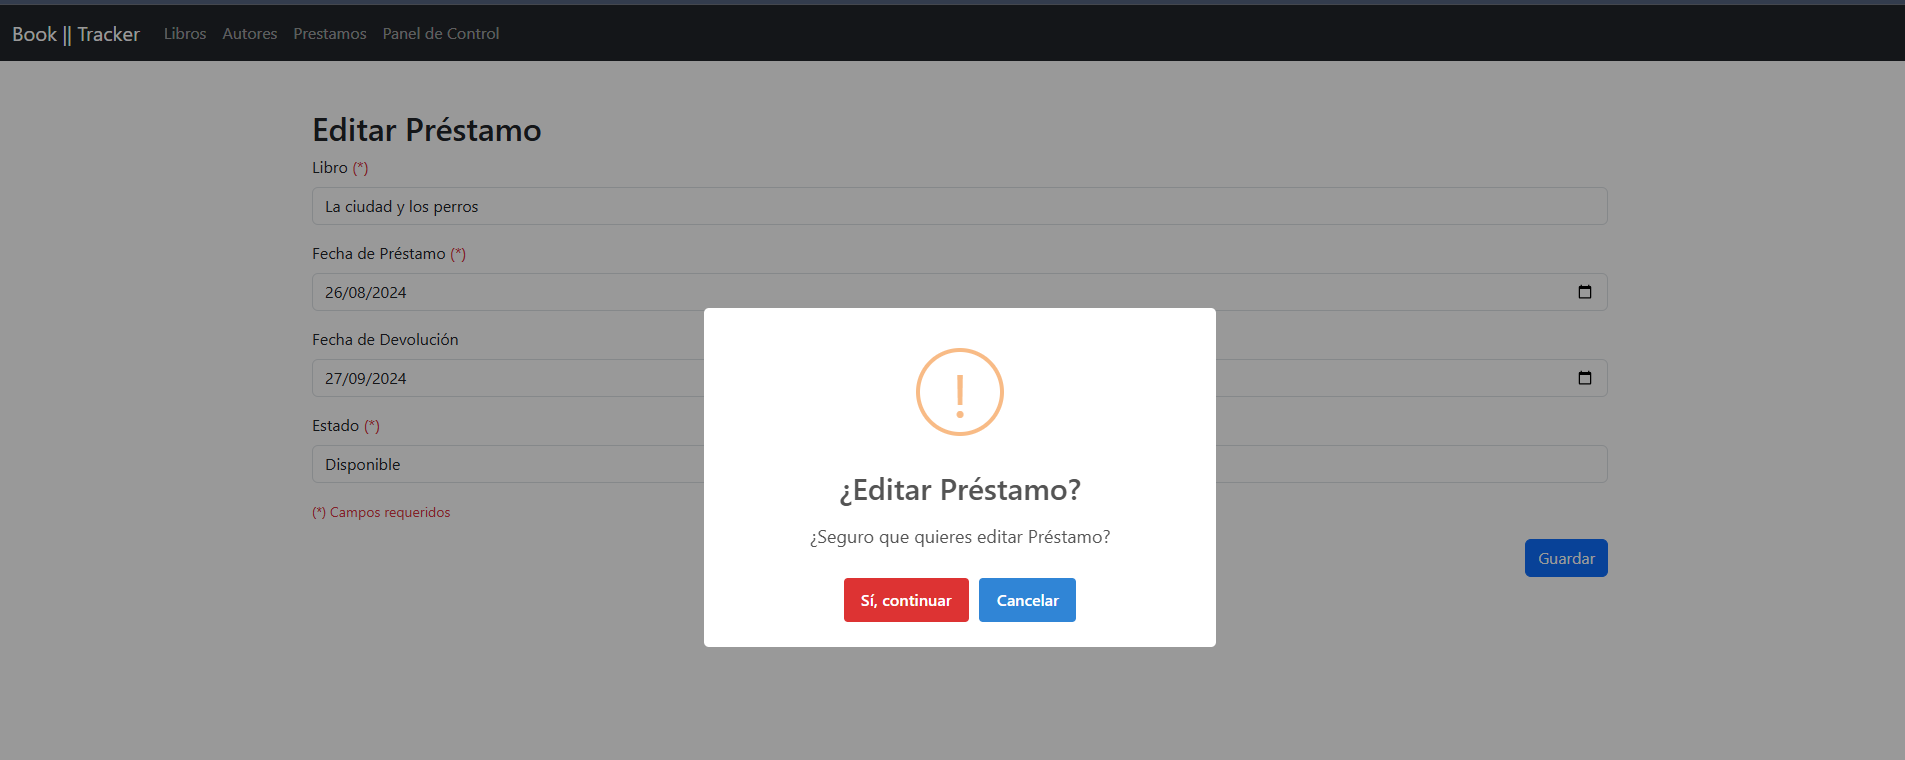 Book || Tracker Libros Autores Prestamos Panel de Control
Editar Préstamo
Libro (*)
La ciudad y los perros
Fecha de Préstamo (*)
26/08/2024
Fecha de Devolución
27/09/2024
Estado (*)
Disponible
(*) Campos requeridos
Guardar
!
¿Editar Préstamo?
¿Seguro que quieres editar Préstamo?
Sí, continuar Cancelar